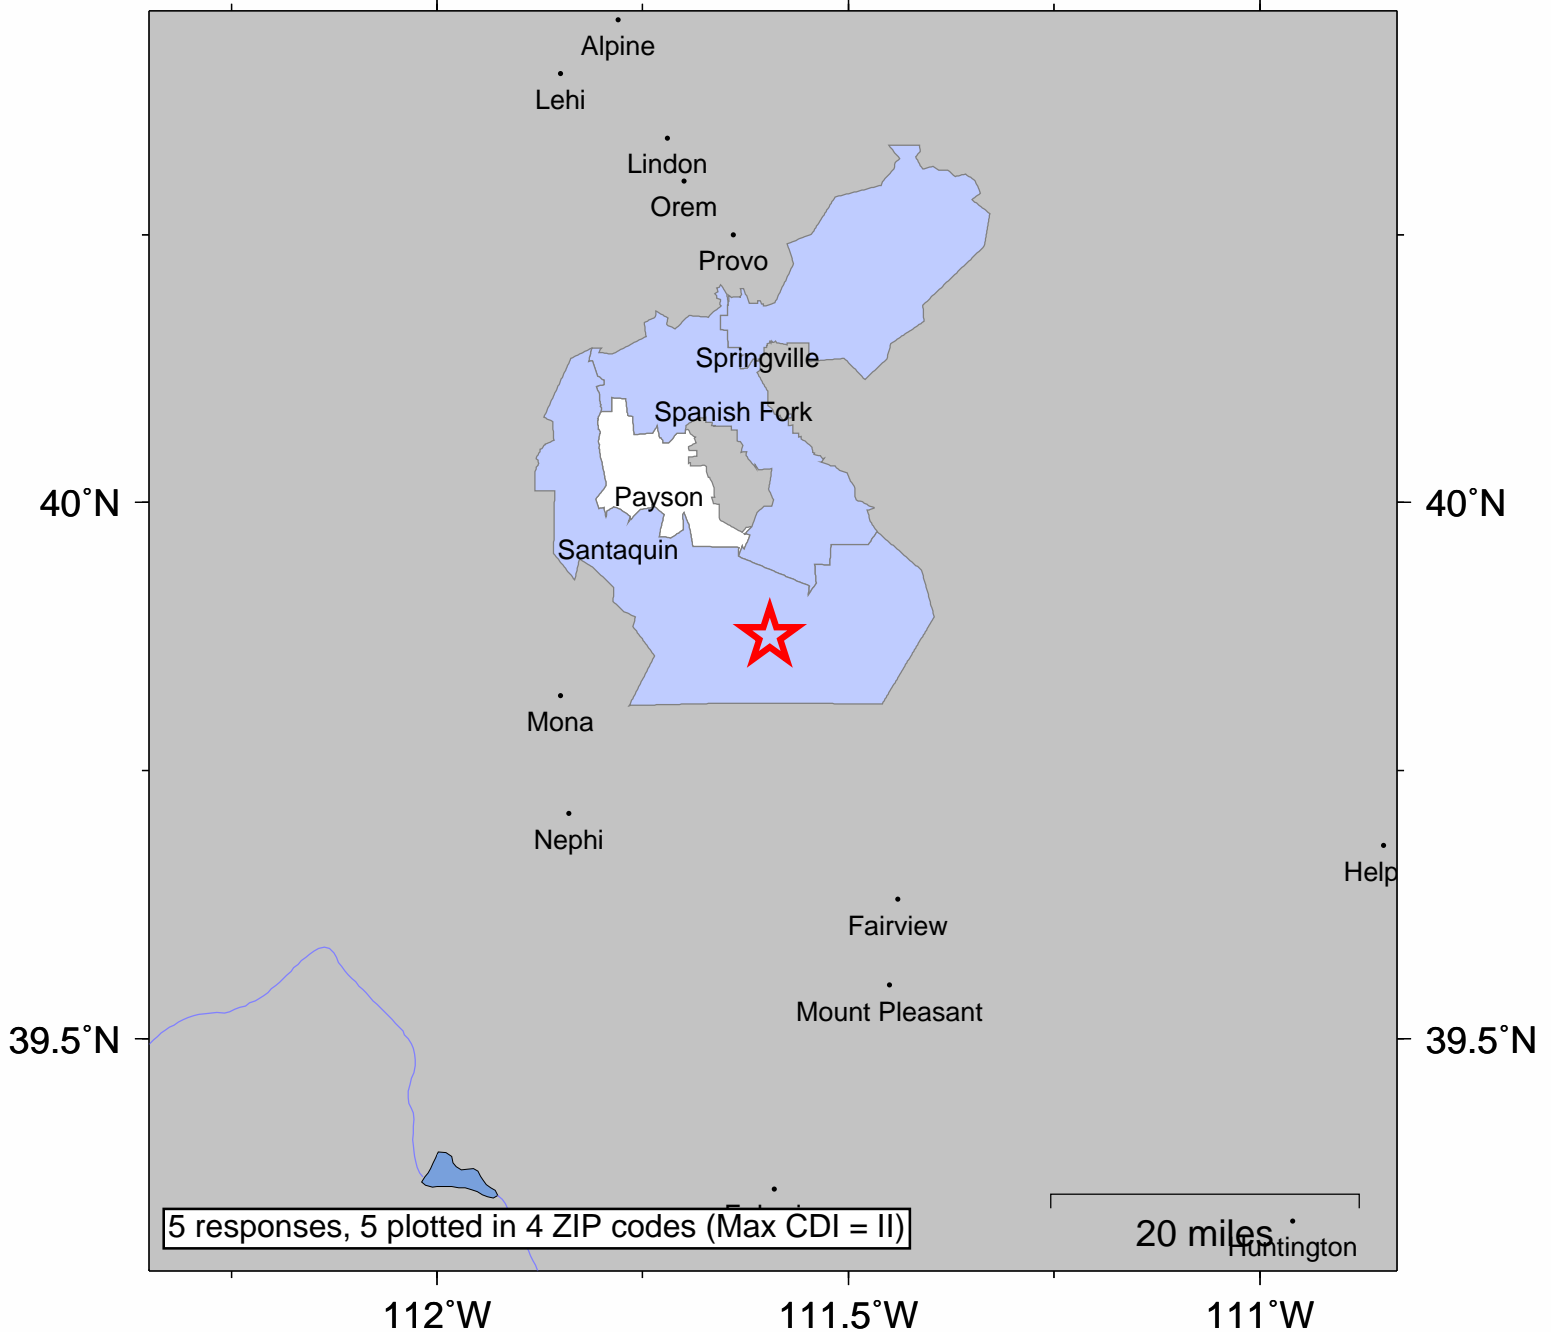 Alpine
Lehi
Lindon
Orem
Provo
Springville
Spanish Fork
40˚N
Payson
40˚N
Santaquin
Mona
Nephi
Help
Fairview
Mount Pleasant
39.5˚N
39.5˚N
5 responses, 5 plotted in 4 ZIP codes (Max CDI = II)
20 miles
Huntington
112˚W
111.5˚W
111˚W